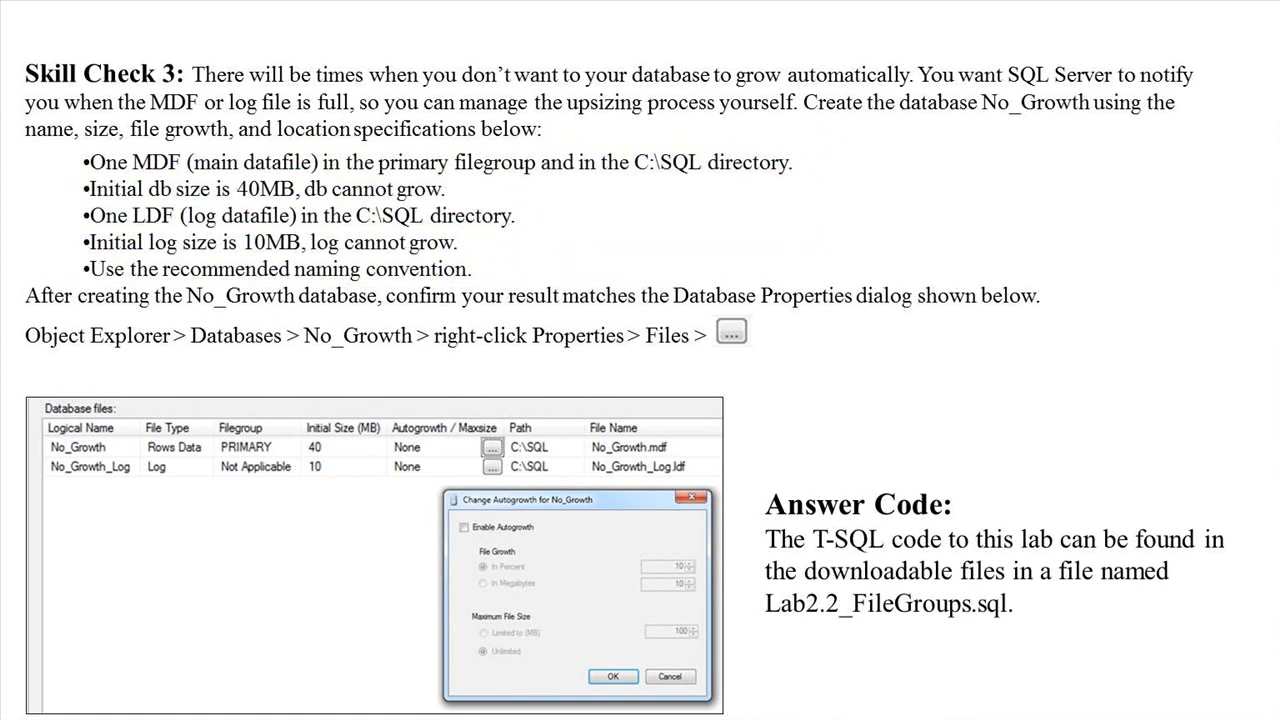 Skill Check 3: There will be times when you don't want to your database to grow automatically. You want SQL Server to notify
you when the MDF or log file is full, so you can manage the upsizing process yourself. Create the database No_Growth using the
name, size, file growth, and location specifications below:
•One MDF (main datafile) in the primary filegroup and in the C:\SQL directory.
•Initial db size is 40MB, db cannot grow.
•One LDF (log datafile) in the C:\SQL directory.
•Initial log size is 10MB, log cannot grow.
•Use the recommended naming convention.
After creating the No_Growth database, confirm your result matches the Database Properties dialog shown below.
Object Explorer > Databases > No_Growth > right-click Properties > Files > ...
Database files:
Logical Name File Type Filegroup Initial Size (MB) Autogrowth / Maxsize Path File Name
No_Growth Rows Data PRIMARY 40 None ... C:\SQL No_Growth.mdf
No_Growth_Log Log Not Applicable 10 None ... C:\SQL No_Growth_Log.ldf
Change Autogrowth for No_Growth
Enable Autogrowth
File Growth
In Percent 10
In Megabytes 10
Maximum File Size
Limited to (MB) 100
Unlimited
OK Cancel
Answer Code:
The T-SQL code to this lab can be found in
the downloadable files in a file named
Lab2.2_FileGroups.sql.